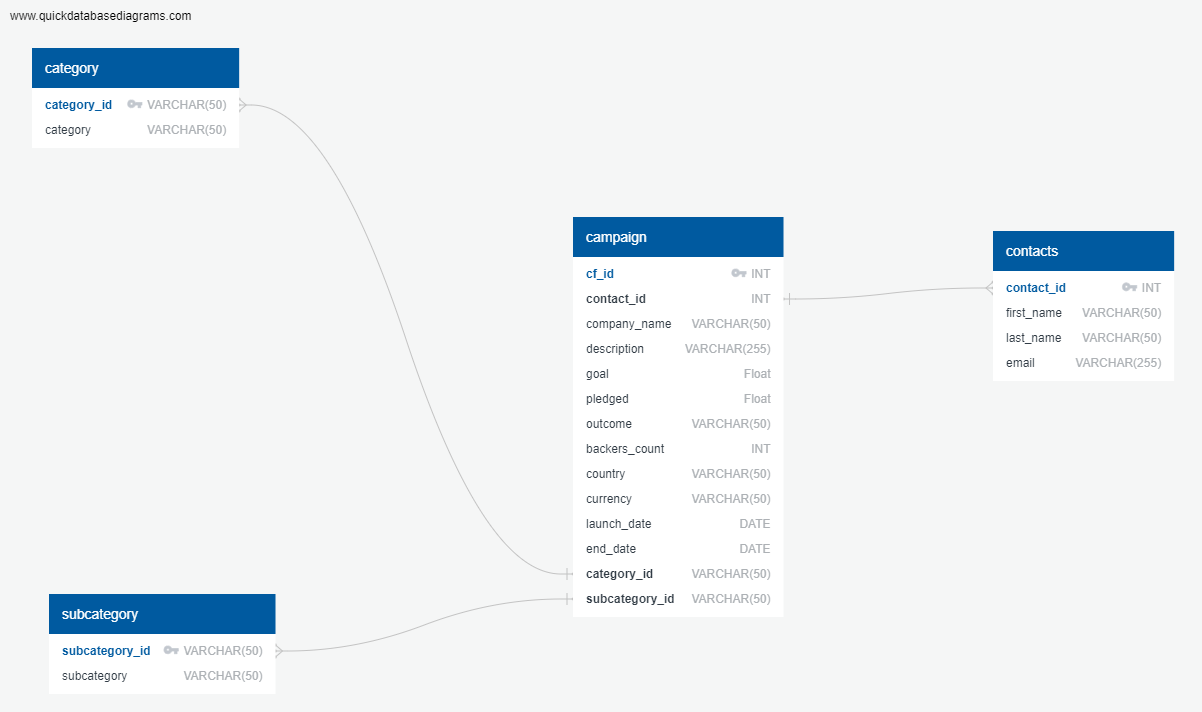 www.quickdatabasediagrams.com
category
category_id VARCHAR(50)
category VARCHAR(50)
campaign
cf_id INT
contact_id INT
company_name VARCHAR(50)
description VARCHAR(255)
goal Float
pledged Float
outcome VARCHAR(50)
backers_count INT
country VARCHAR(50)
currency VARCHAR(50)
launch_date DATE
end_date DATE
category_id VARCHAR(50)
subcategory_id VARCHAR(50)
contacts
contact_id INT
first_name VARCHAR(50)
last_name VARCHAR(50)
email VARCHAR(255)
subcategory
subcategory_id VARCHAR(50)
subcategory VARCHAR(50)